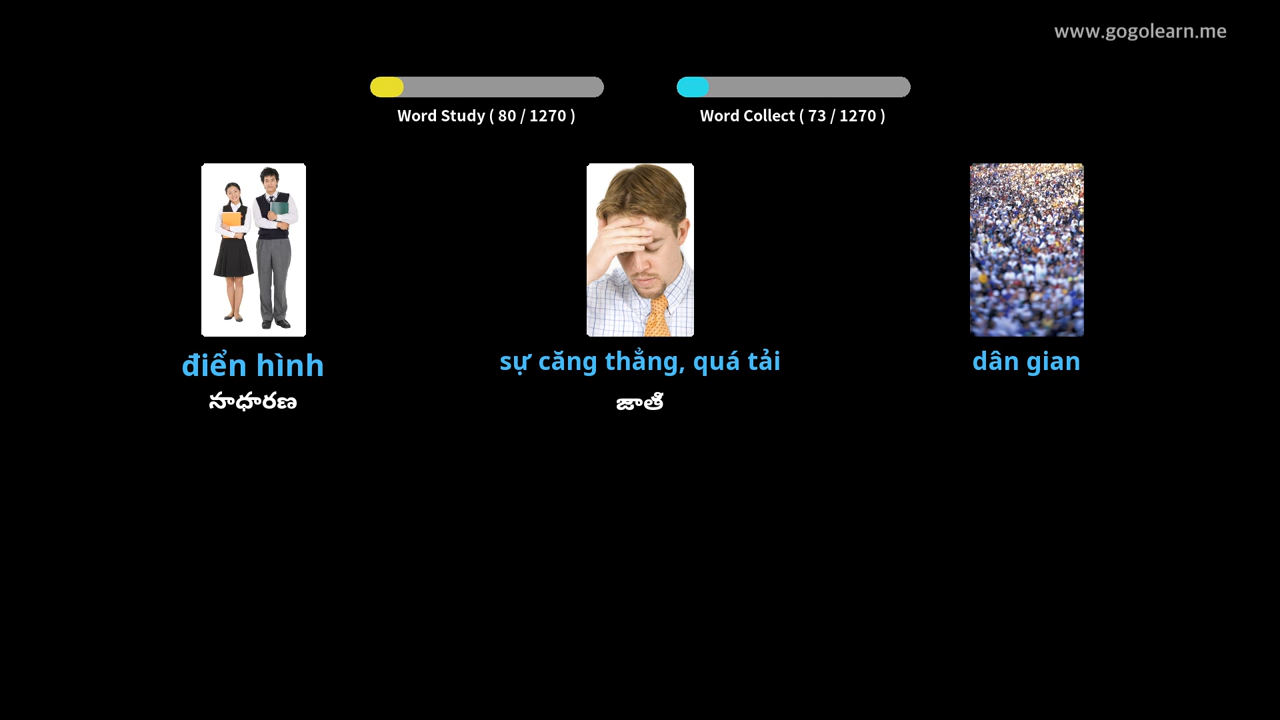 www.gogolearn.me
Word Study ( 80 / 1270 )
Word Collect ( 73 / 1270 )
điển hình
సాధారణ
sự căng thẳng, quá tải
జాతి
dân gian